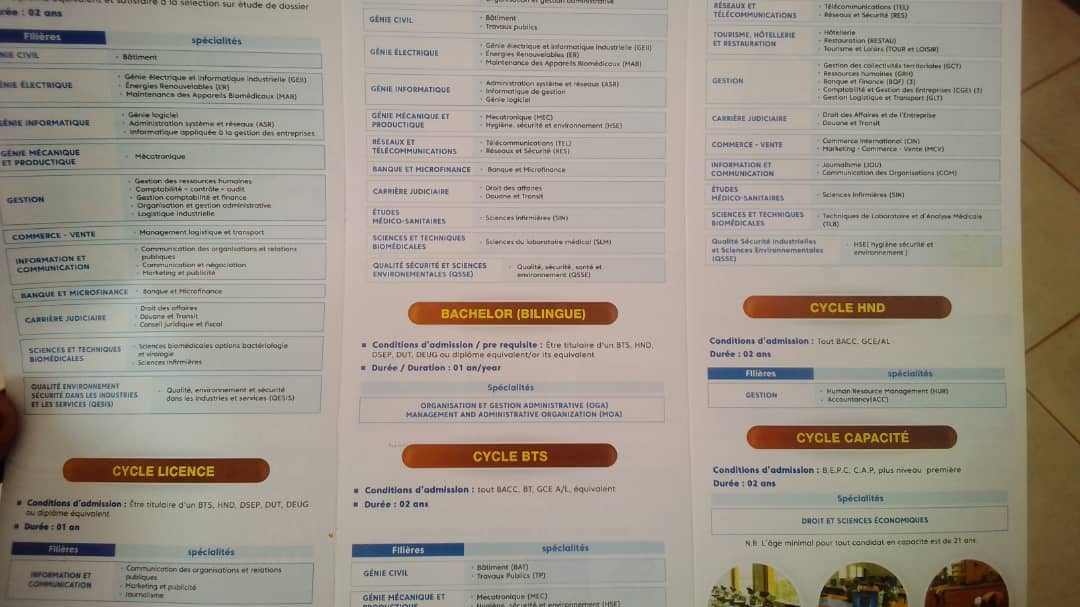 équivalent et satisfaire à la sélection sur étude de dossier
rée : 02 ans
Filières
spécialités
NIE CIVIL
· Bâtiment
ÉNIE ÉLECTRIQUE
· Génie électrique et informatique industrielle (GEII)
· Énergies Renouvelables (ER)
· Maintenance des Appareils Biomédicaux (MAB)
GÉNIE INFORMATIQUE
· Génie logiciel
· Administration système et réseaux (ASR)
· Informatique appliquée à la gestion des entreprises
GÉNIE MÉCANIQUE
ET PRODUCTIQUE
· Mécatronique
GESTION
· Gestion des ressources humaines
· Comptabilité - contrôle - audit
· Gestion comptabilité et finance
· Organisation et gestion administrative
· Logistique industrielle
COMMERCE - VENTE
· Management logistique et transport
INFORMATION ET
COMMUNICATION
· Communication des organisations et relations
publiques
· Communication et négociation
· Marketing et publicité
BANQUE ET MICROFINANCE
· Banque et Microfinance
CARRIÈRE JUDICIAIRE
· Droit des affaires
· Douane et Transit
· Conseil juridique et fiscal
SCIENCES ET TECHNIQUES
BIOMÉDICALES
· Sciences biomédicales options bactériologie
et virologie
· Sciences infirmières
QUALITÉ ENVIRONNEMENT
SÉCURITÉ DANS LES INDUSTRIES
ET LES SERVICES (QESIS)
· Qualité, environnement et sécurité
dans les industries et services (QESIS)
CYCLE LICENCE
Conditions d'admission : Être titulaire d'un BTS, HND, DSEP, DUT, DEUG
ou diplôme équivalent
Durée : 01 an
Filières
spécialités
INFORMATION ET
COMMUNICATION
· Communication des organisations et relations
publiques
· Marketing et publicité
· Journalisme
GÉNIE CIVIL
· Bâtiment
· Travaux publics
GÉNIE ÉLECTRIQUE
· Génie électrique et informatique industrielle (GEII)
· Énergies Renouvelables (ER)
· Maintenance des Appareils Biomédicaux (MAB)
GÉNIE INFORMATIQUE
· Administration système et réseaux (ASR)
· Informatique de gestion
· Génie logiciel
GÉNIE MÉCANIQUE ET
PRODUCTIQUE
· Mecatronique (MEC)
· Hygiène, sécurité et environnement (HSE)
RÉSEAUX ET
TÉLÉCOMMUNICATIONS
· Télécommunications (TEL)
· Réseaux et Sécurité (RES)
BANQUE ET MICROFINANCE
· Banque et Microfinance
CARRIÈRE JUDICIAIRE
· Droit des affaires
· Douane et Transit
ÉTUDES
MÉDICO-SANITAIRES
· Sciences Infirmières (SIN)
SCIENCES ET TECHNIQUES
BIOMÉDICALES
· Sciences du laboratoire médical (SLM)
QUALITÉ SÉCURITÉ ET SCIENCES
ENVIRONEMENTALES (QSSE)
· Qualité, sécurité, santé et
environnement (QSSE)
BACHELOR (BILINGUE)
Conditions d'admission / pre requisite : Être titulaire d'un BTS, HND,
DSEP, DUT, DEUG ou diplôme équivalent/or its equivalent
Durée / Duration : 01 an/year
Spécialités
ORGANISATION ET GESTION ADMINISTRATIVE (OGA)
MANAGEMENT AND ADMINISTRATIVE ORGANIZATION (MOA)
CYCLE BTS
Conditions d'admission : tout BACC, BT, GCE A/L, équivalent
Durée : 02 ans
Filières
spécialités
GÉNIE CIVIL
· Bâtiment (BAT)
· Travaux Publics (TP)
GÉNIE MÉCANIQUE ET
PRODUCTIQUE
· Mecatronique (MEC)
· Hygiène, sécurité et environnement (HSE)
RÉSEAUX ET
TÉLÉCOMMUNICATIONS
· Télécommunications (TEL)
· Réseaux et Sécurité (RES)
TOURISME, HÔTELLERIE
ET RESTAURATION
· Hôtellerie
· Restauration (RESTAU)
· Tourisme et Loisirs (TOUR et LOISIR)
GESTION
· Gestion des collectivités territoriales (GCT)
· Ressources humaines (GRH)
· Banque et Finance (BQF) (3)
· Comptabilité et Gestion des Entreprises (CGE) (3)
· Gestion Logistique et Transport (GLT)
CARRIÈRE JUDICIAIRE
· Droit des Affaires et de l'Entreprise
· Douane et Transit
COMMERCE - VENTE
· Commerce International (CIN)
· Marketing - Commerce - Vente (MCV)
INFORMATION ET
COMMUNICATION
· Journalisme (JOU)
· Communication des Organisations (COM)
ÉTUDES
MÉDICO-SANITAIRES
· Sciences Infirmières (SIN)
SCIENCES ET TECHNIQUES
BIOMÉDICALES
· Techniques de Laboratoire et d'Analyse Médicale
(TLB)
Qualité Sécurité Industrielles
et Sciences Environnementales
(QSSE)
· HSE( hygiène sécurité et
environnement )
CYCLE HND
Conditions d'admission : Tout BACC, GCE/AL
Durée : 02 ans
Filières
spécialités
GESTION
· Human Resource Management (HUR)
· Accountancy(ACC)
CYCLE CAPACITÉ
Conditions d'admission : B.E.P.C, C.A.P, plus niveau première
Durée : 02 ans
Spécialités
DROIT ET SCIENCES ÉCONOMIQUES
N.B: L'âge minimal pour tout candidat en capacité est de 21 ans.